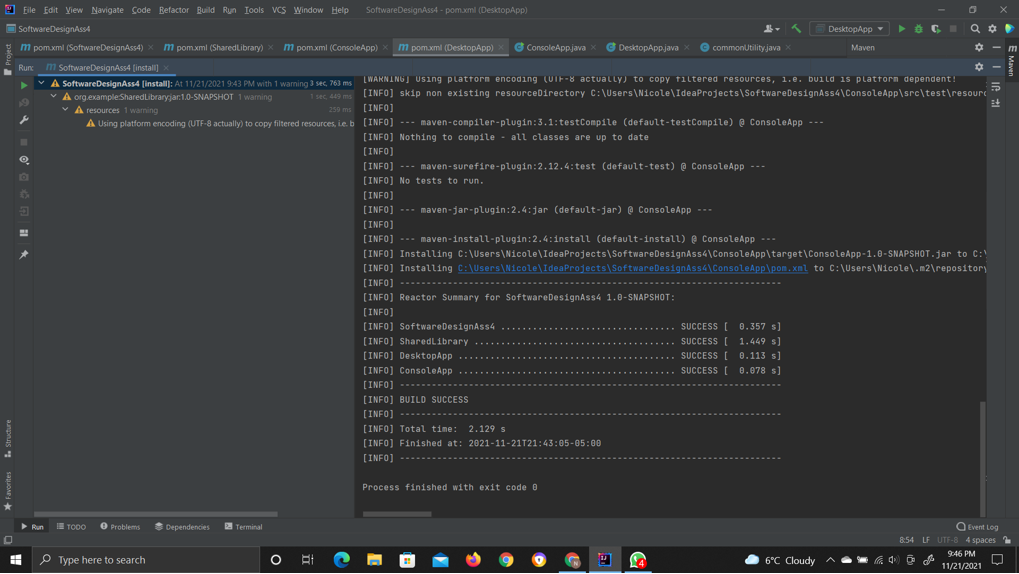 File Edit View Navigate Code Refactor Build Run Tools VCS Window Help SoftwareDesignAss4 - pom.xml (DesktopApp)
SoftwareDesignAss4 DesktopApp
pom.xml (SoftwareDesignAss4) pom.xml (SharedLibrary) pom.xml (ConsoleApp) pom.xml (DesktopApp) ConsoleApp.java DesktopApp.java commonUtility.java Maven
Project
Maven
Run: SoftwareDesignAss4 [install]
SoftwareDesignAss4 [install]: At 11/21/2021 9:43 PM with 1 warning 3 sec, 763 ms
org.example:SharedLibrary:jar:1.0-SNAPSHOT 1 warning 1 sec, 449 ms
resources 1 warning 259 ms
Using platform encoding (UTF-8 actually) to copy filtered resources, i.e. b
[WARNING] Using platform encoding (UTF-8 actually) to copy filtered resources, i.e. build is platform dependent!
[INFO] skip non existing resourceDirectory C:\Users\Nicole\IdeaProjects\SoftwareDesignAss4\ConsoleApp\src\test\resourc
[INFO]
[INFO] --- maven-compiler-plugin:3.1:testCompile (default-testCompile) @ ConsoleApp ---
[INFO] Nothing to compile - all classes are up to date
[INFO]
[INFO] --- maven-surefire-plugin:2.12.4:test (default-test) @ ConsoleApp ---
[INFO] No tests to run.
[INFO]
[INFO] --- maven-jar-plugin:2.4:jar (default-jar) @ ConsoleApp ---
[INFO]
[INFO] --- maven-install-plugin:2.4:install (default-install) @ ConsoleApp ---
[INFO] Installing C:\Users\Nicole\IdeaProjects\SoftwareDesignAss4\ConsoleApp\target\ConsoleApp-1.0-SNAPSHOT.jar to C:\
[INFO] Installing C:\Users\Nicole\IdeaProjects\SoftwareDesignAss4\ConsoleApp\pom.xml to C:\Users\Nicole\.m2\repository
[INFO] ------------------------------------------------------------------------
[INFO] Reactor Summary for SoftwareDesignAss4 1.0-SNAPSHOT:
[INFO]
[INFO] SoftwareDesignAss4 ................................. SUCCESS [  0.357 s]
[INFO] SharedLibrary ...................................... SUCCESS [  1.449 s]
[INFO] DesktopApp ......................................... SUCCESS [  0.113 s]
[INFO] ConsoleApp ......................................... SUCCESS [  0.078 s]
[INFO] ------------------------------------------------------------------------
[INFO] BUILD SUCCESS
[INFO] ------------------------------------------------------------------------
[INFO] Total time:  2.129 s
[INFO] Finished at: 2021-11-21T21:43:05-05:00
[INFO] ------------------------------------------------------------------------
Process finished with exit code 0
Structure
Favorites
Run TODO Problems Dependencies Terminal Event Log
8:54 LF UTF-8 4 spaces
Type here to search
4
6°C Cloudy
9:46 PM
11/21/2021